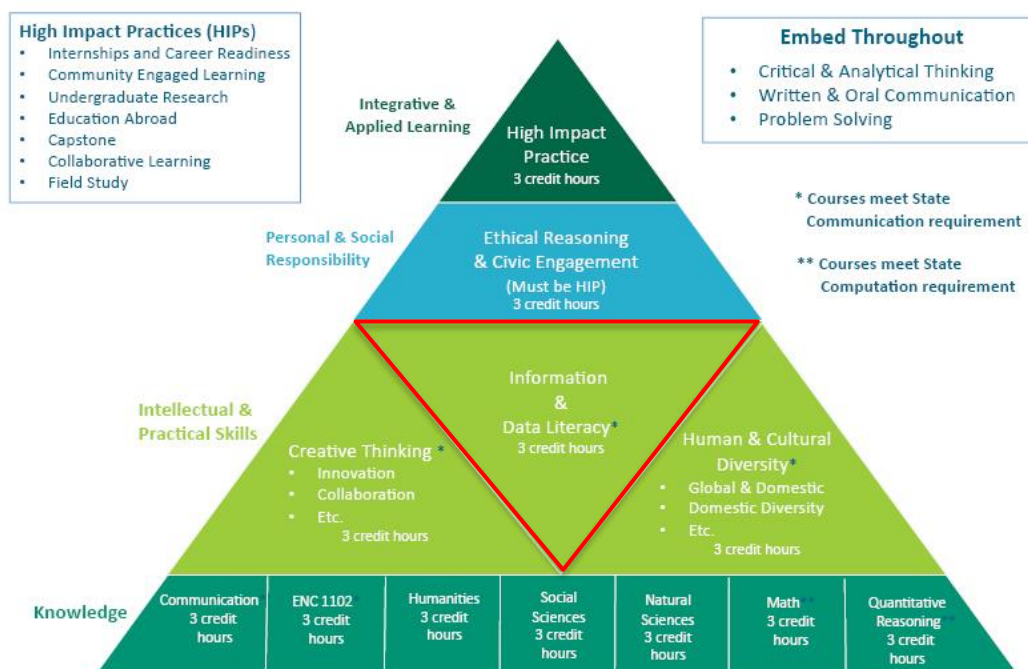 High Impact Practices (HIPs)
• Internships and Career Readiness
• Community Engaged Learning
• Undergraduate Research
• Education Abroad
• Capstone
• Collaborative Learning
• Field Study
Embed Throughout
• Critical & Analytical Thinking
• Written & Oral Communication
• Problem Solving
* Courses meet State
Communication requirement
** Courses meet State
Computation requirement
Integrative &
Applied Learning
High Impact
Practice
3 credit hours
Personal & Social
Responsibility
Ethical Reasoning
& Civic Engagement
(Must be HIP)
3 credit hours
Intellectual &
Practical Skills
Information
&
Data Literacy*
3 credit hours
Creative Thinking *
• Innovation
• Collaboration
• Etc.
3 credit hours
Human & Cultural
Diversity*
• Global & Domestic
• Domestic Diversity
• Etc.
3 credit hours
Knowledge
Communication*
3 credit
hours
ENC 1102*
3 credit
hours
Humanities
3 credit
hours
Social
Sciences
3 credit
hours
Natural
Sciences
3 credit
hours
Math**
3 credit
hours
Quantitative
Reasoning**
3 credit
hours